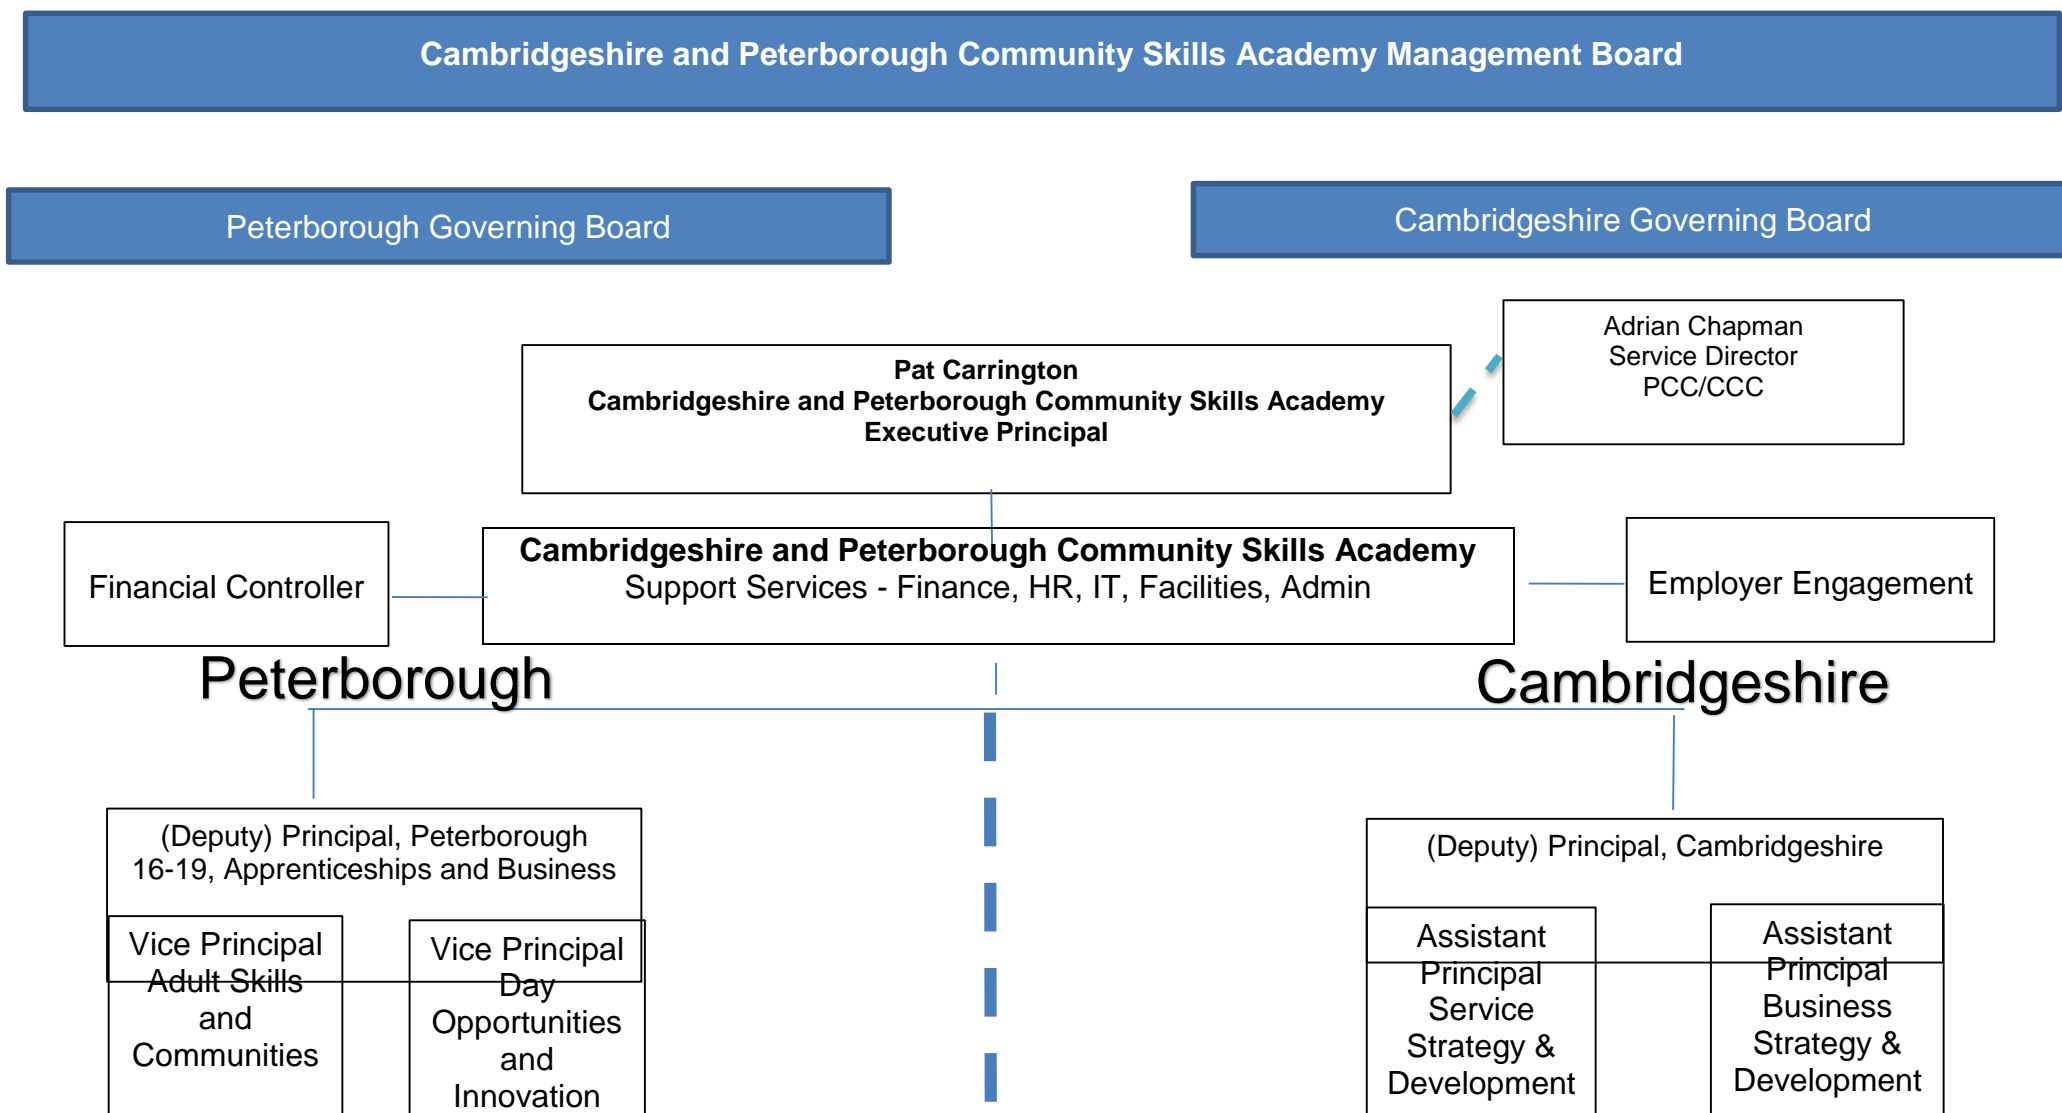 Cambridgeshire and Peterborough Community Skills Academy Management Board
Peterborough Governing Board
Cambridgeshire Governing Board
Adrian Chapman
Service Director
PCC/CCC
Pat Carrington
Cambridgeshire and Peterborough Community Skills Academy
Executive Principal
Financial Controller
Cambridgeshire and Peterborough Community Skills Academy
Support Services - Finance, HR, IT, Facilities, Admin
Employer Engagement
Peterborough
Cambridgeshire
(Deputy) Principal, Peterborough
16-19, Apprenticeships and Business
Vice Principal
Adult Skills
and
Communities
Vice Principal
Day
Opportunities
and
Innovation
(Deputy) Principal, Cambridgeshire
Assistant
Principal
Service
Strategy &
Development
Assistant
Principal
Business
Strategy &
Development